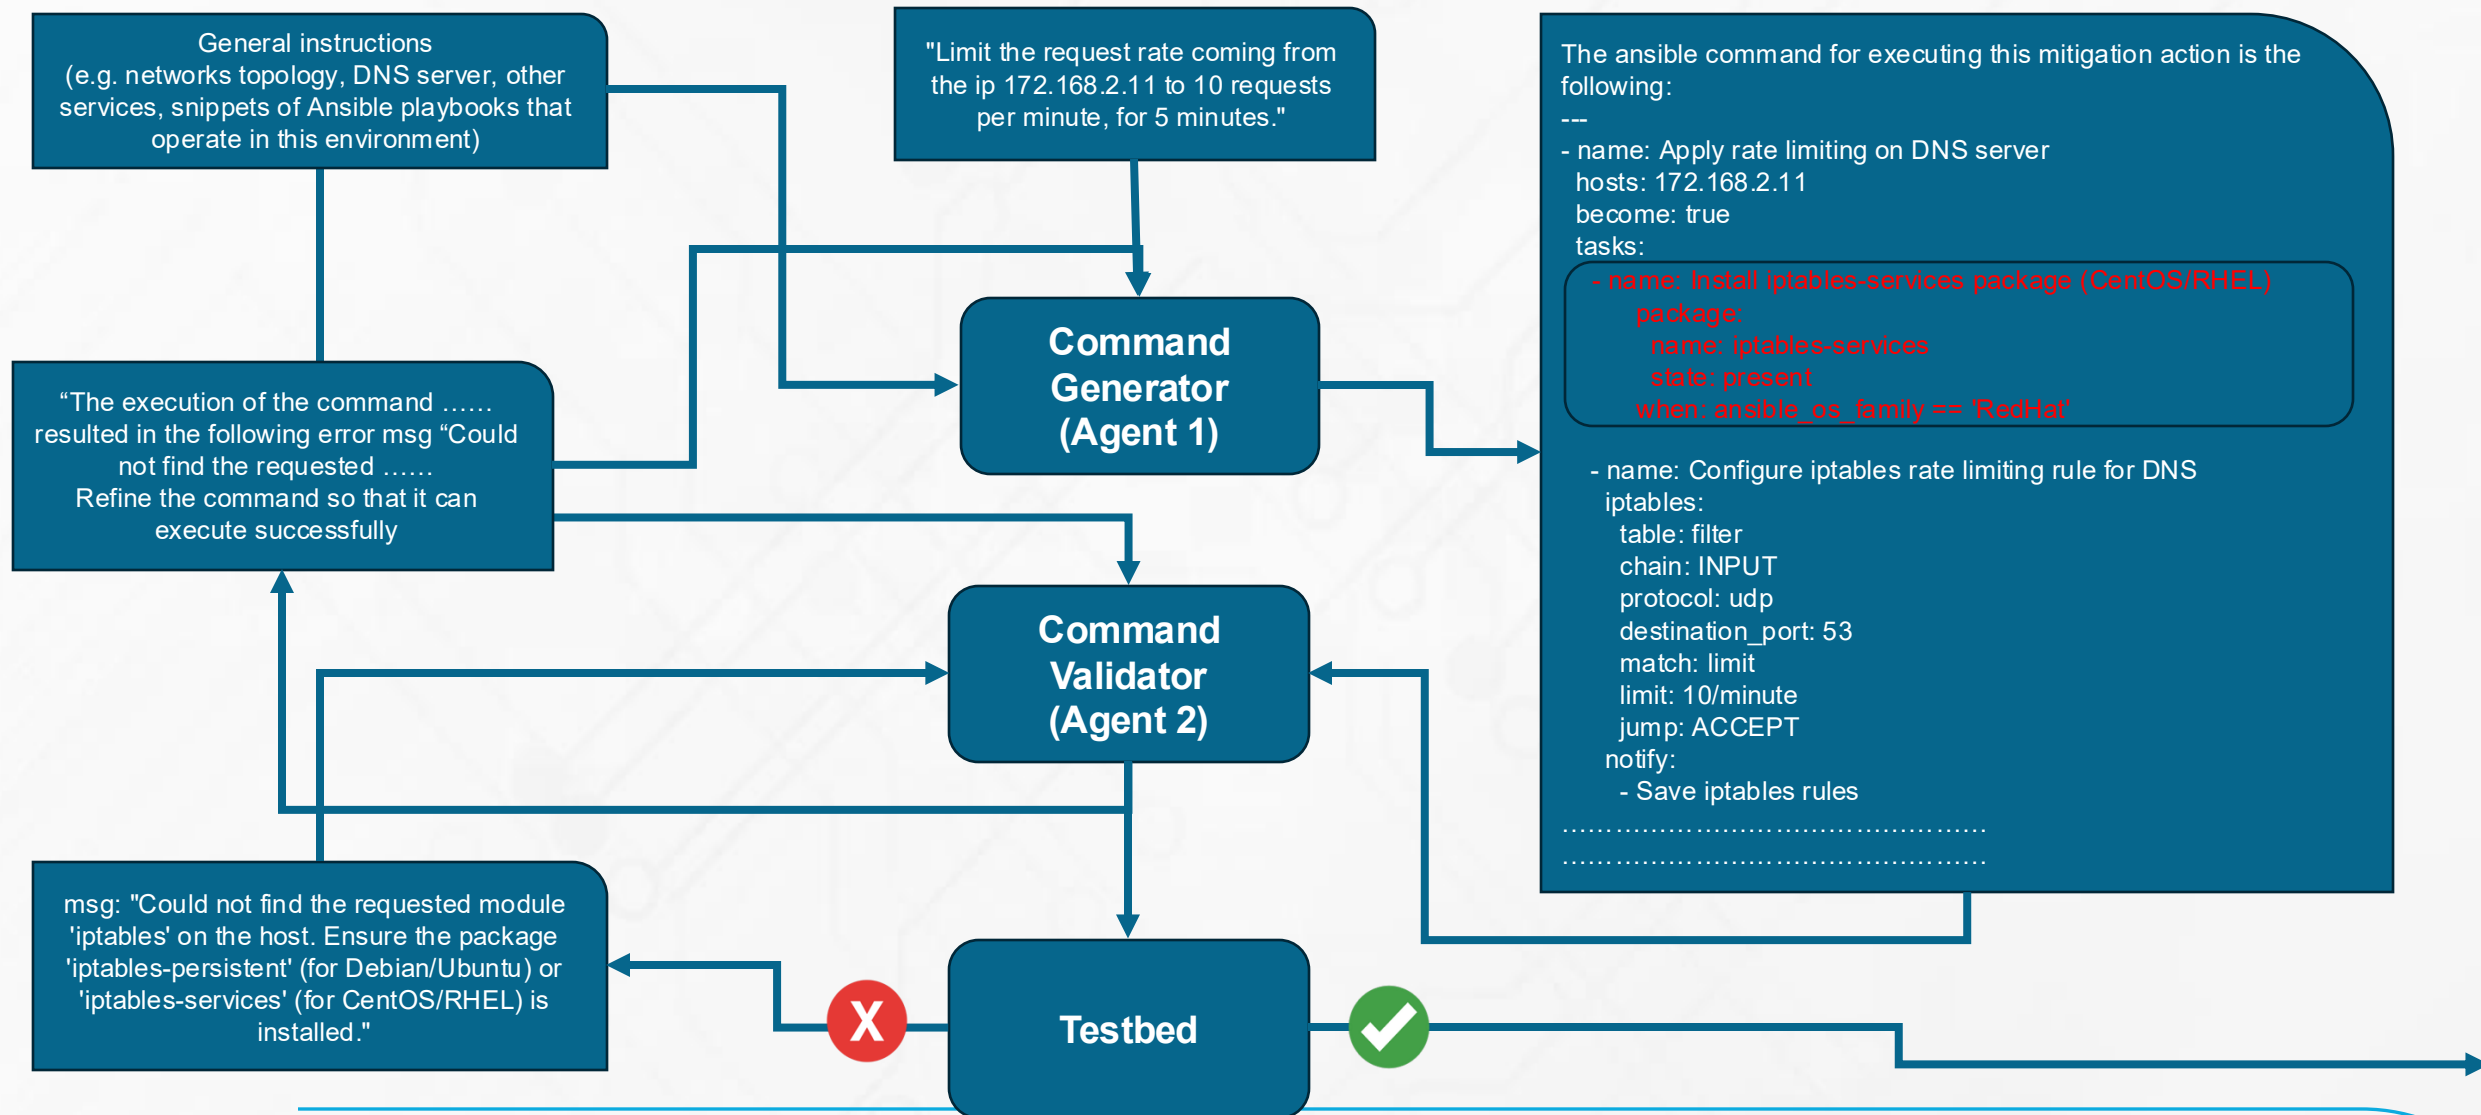 General instructions
(e.g. networks topology, DNS server, other
services, snippets of Ansible playbooks that
operate in this environment)
"Limit the request rate coming from
the ip 172.168.2.11 to 10 requests
per minute, for 5 minutes."
The ansible command for executing this mitigation action is the
following:
---
- name: Apply rate limiting on DNS server
hosts: 172.168.2.11
become: true
tasks:
- name: Install iptables-services package (CentOS/RHEL)
package:
name: iptables-services
state: present
when: ansible_os_family == 'RedHat'
- name: Configure iptables rate limiting rule for DNS
iptables:
table: filter
chain: INPUT
protocol: udp
destination_port: 53
match: limit
limit: 10/minute
jump: ACCEPT
notify:
- Save iptables rules
………………………………………
………………………………………
Command
Generator
(Agent 1)
“The execution of the command ……
resulted in the following error msg “Could
not find the requested ……
Refine the command so that it can
execute successfully
Command
Validator
(Agent 2)
msg: "Could not find the requested module
'iptables' on the host. Ensure the package
'iptables-persistent' (for Debian/Ubuntu) or
'iptables-services' (for CentOS/RHEL) is
installed."
X
Testbed